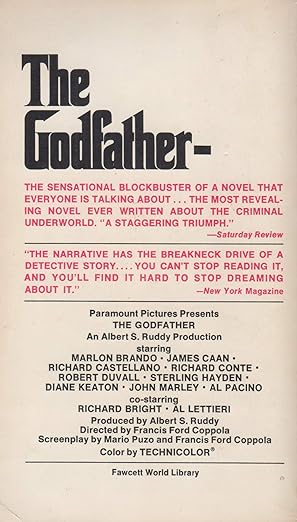 The
Godfather–
THE SENSATIONAL BLOCKBUSTER OF A NOVEL THAT
EVERYONE IS TALKING ABOUT... THE MOST REVEAL-
ING NOVEL EVER WRITTEN ABOUT THE CRIMINAL
UNDERWORLD. "A STAGGERING TRIUMPH."
—Saturday Review
"THE NARRATIVE HAS THE BREAKNECK DRIVE OF A
DETECTIVE STORY.... YOU CAN'T STOP READING IT,
AND YOU'LL FIND IT HARD TO STOP DREAMING
ABOUT IT." —New York Magazine
Paramount Pictures Presents
THE GODFATHER
An Albert S. Ruddy Production
starring
MARLON BRANDO • JAMES CAAN •
RICHARD CASTELLANO • RICHARD CONTE •
ROBERT DUVALL • STERLING HAYDEN •
DIANE KEATON • JOHN MARLEY • AL PACINO
co-starring
RICHARD BRIGHT • AL LETTIERI
Produced by Albert S. Ruddy
Directed by Francis Ford Coppola
Screenplay by Mario Puzo and Francis Ford Coppola
Color by TECHNICOLOR®
Fawcett World Library